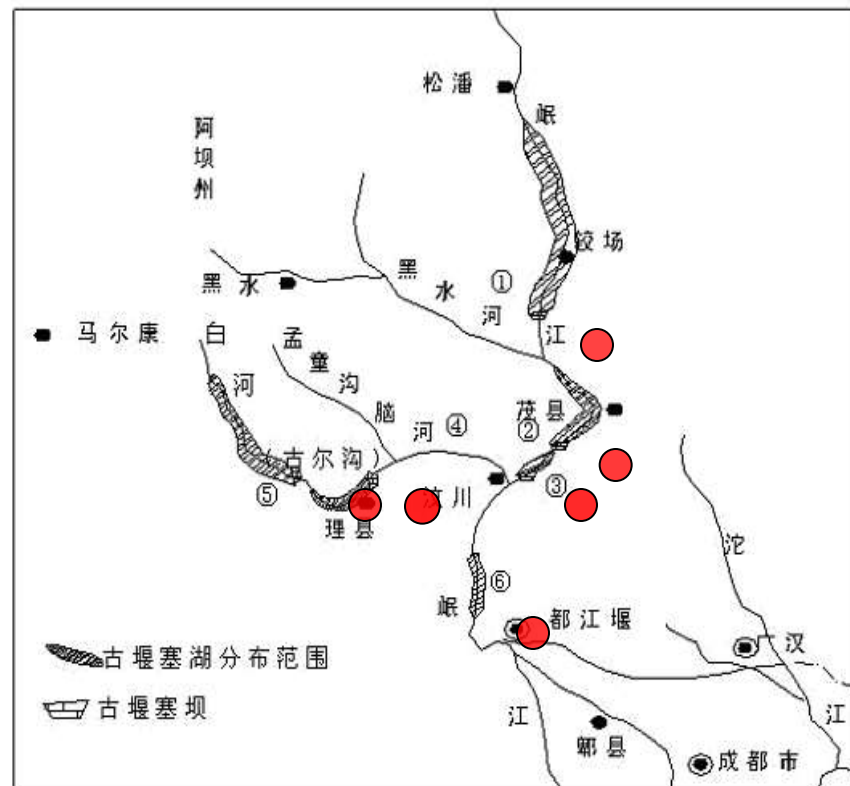 松潘
岷
阿坝州
较场
黑水
黑水河
①
江
马尔康
白河
孟童沟
脑河
④
茂县
②
(古尔沟)
⑤
③
汶川
理县
沱
⑥
岷
都江堰
广汉
古堰塞湖分布范围
古堰塞坝
江
江
郫县
成都市